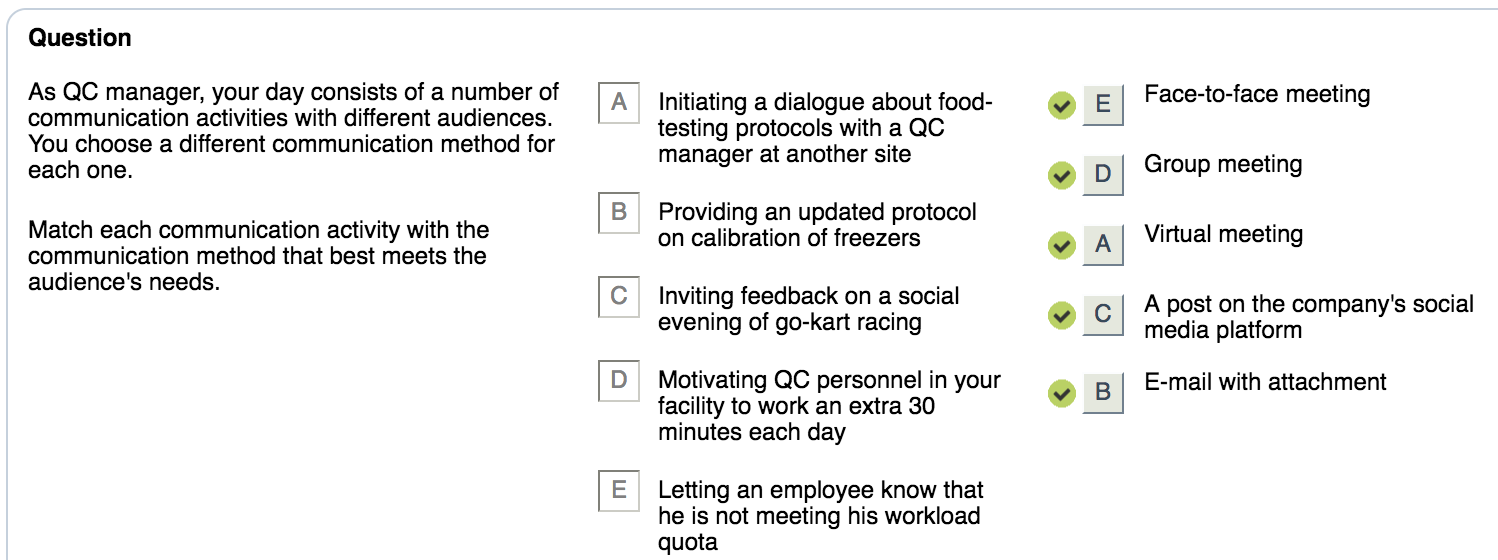 Question
As QC manager, your day consists of a number of
communication activities with different audiences.
You choose a different communication method for
each one.
Match each communication activity with the
communication method that best meets the
audience's needs.
A
Initiating a dialogue about food-
testing protocols with a QC
manager at another site
B
Providing an updated protocol
on calibration of freezers
C
Inviting feedback on a social
evening of go-kart racing
D
Motivating QC personnel in your
facility to work an extra 30
minutes each day
E
Letting an employee know that
he is not meeting his workload
quota
E
Face-to-face meeting
D
Group meeting
A
Virtual meeting
C
A post on the company's social
media platform
B
E-mail with attachment